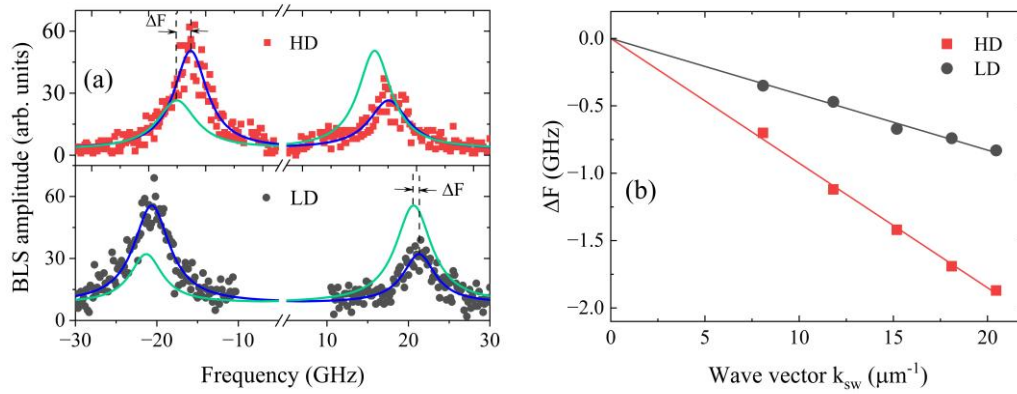 60
30
0
(a)
ΔF
HD
60
30
0
LD
ΔF
BLS amplitude (arb. units)
−30 −20 −10 10 20 30
Frequency (GHz)
0.0
−0.5
−1.0
−1.5
−2.0
ΔF (GHz)
HD
LD
(b)
0 5 10 15 20
Wave vector k_sw (μm⁻¹)